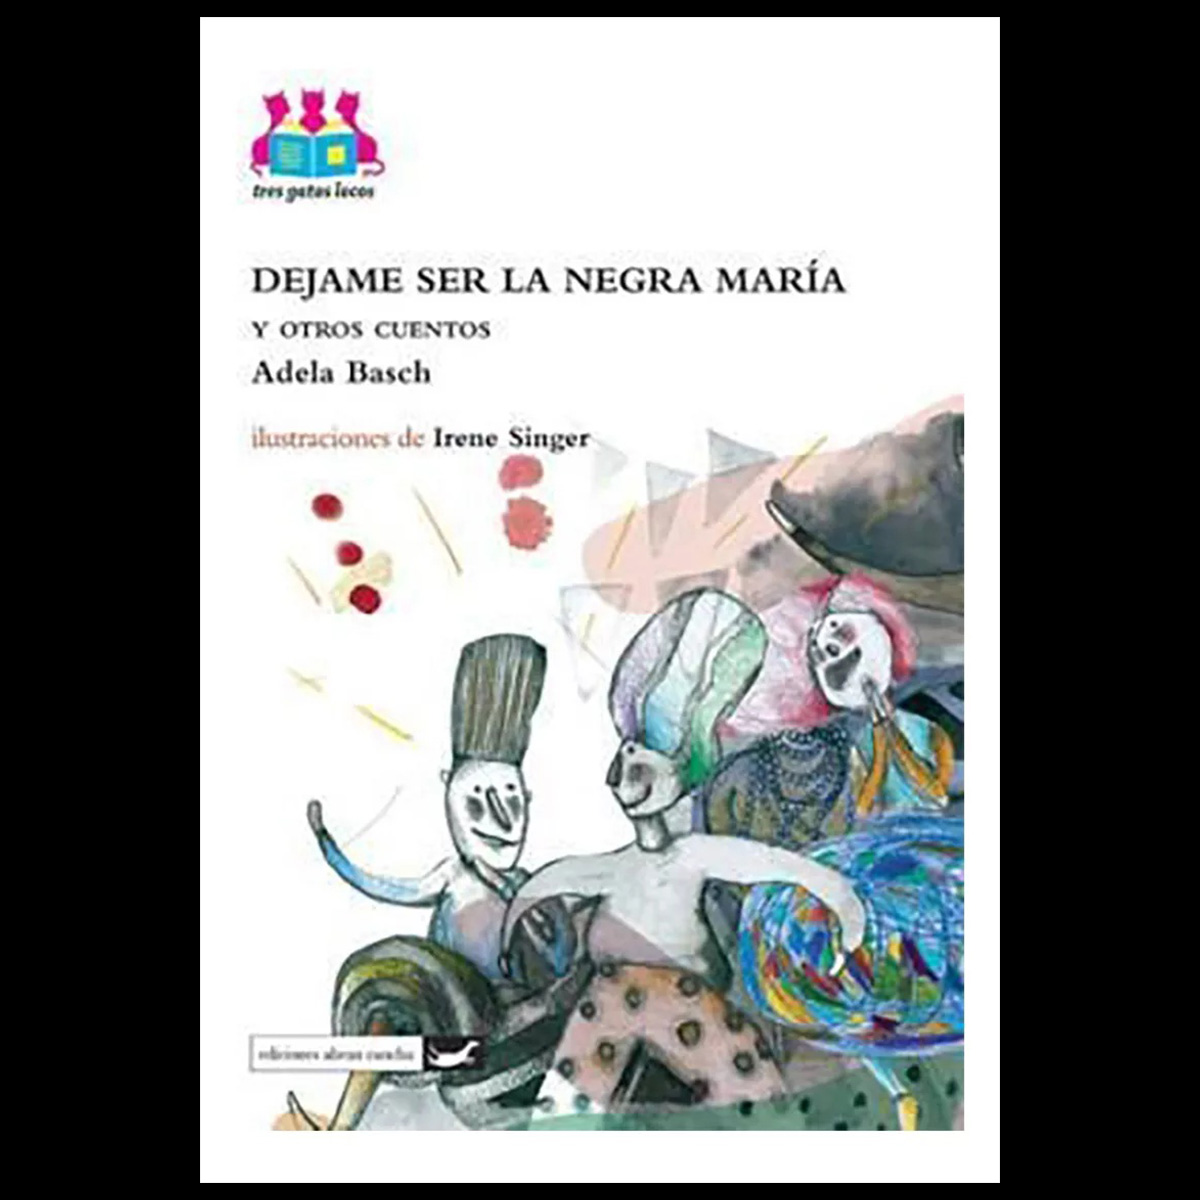 tres gatos locos
DEJAME SER LA NEGRA MARÍA
Y OTROS CUENTOS
Adela Basch
ilustraciones de Irene Singer
ediciones abran cancha